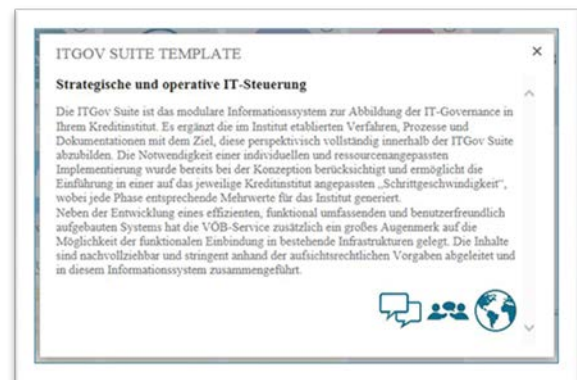 ITGOV SUITE TEMPLATE ×
Strategische und operative IT-Steuerung
Die ITGov Suite ist das modulare Informationssystem zur Abbildung der IT-Governance in
Ihrem Kreditinstitut. Es ergänzt die im Institut etablierten Verfahren, Prozesse und
Dokumentationen mit dem Ziel, diese perspektivisch vollständig innerhalb der ITGov Suite
abzubilden. Die Notwendigkeit einer individuellen und ressourcenangepassten
Implementierung wurde bereits bei der Konzeption berücksichtigt und ermöglicht die
Einführung in einer auf das jeweilige Kreditinstitut angepassten „Schrittgeschwindigkeit“,
wobei jede Phase entsprechende Mehrwerte für das Institut generiert.
Neben der Entwicklung eines effizienten, funktional umfassenden und benutzerfreundlich
aufgebauten Systems hat die VÖB-Service zusätzlich ein großes Augenmerk auf die
Möglichkeit der funktionalen Einbindung in bestehende Infrastrukturen gelegt. Die Inhalte
sind nachvollziehbar und stringent anhand der aufsichtsrechtlichen Vorgaben abgeleitet und
in diesem Informationssystem zusammengeführt.